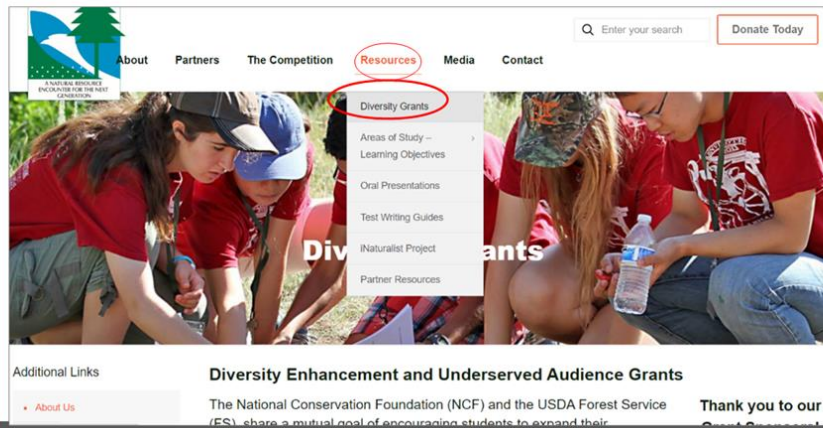 Enter your search
Donate Today
About Partners The Competition Resources Media Contact
A NATURAL RESOURCE
ENCOUNTER FOR THE NEXT
GENERATION
Diversity Grants
Areas of Study –
Learning Objectives
Oral Presentations
Test Writing Guides
iNaturalist Project
Partner Resources
Div ants
Additional Links
About Us
Diversity Enhancement and Underserved Audience Grants
The National Conservation Foundation (NCF) and the USDA Forest Service
(FS) share a mutual goal of encouraging students to expand their
Thank you to our
Grant Sponsors!